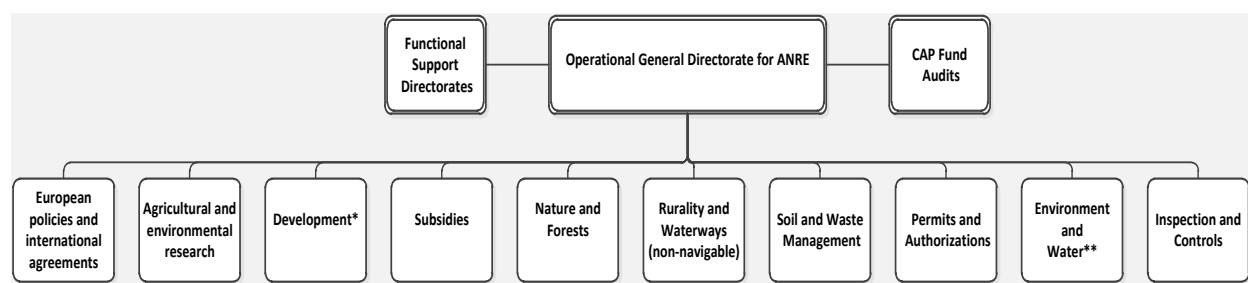 Functional
Support
Directorates
Operational General Directorate for ANRE
CAP Fund
Audits
European
policies and
international
agreements
Agricultural and
environmental
research
Development*
Subsidies
Nature and
Forests
Rurality and
Waterways
(non-navigable)
Soil and Waste
Management
Permits and
Authorizations
Environment
and
Water**
Inspection and
Controls